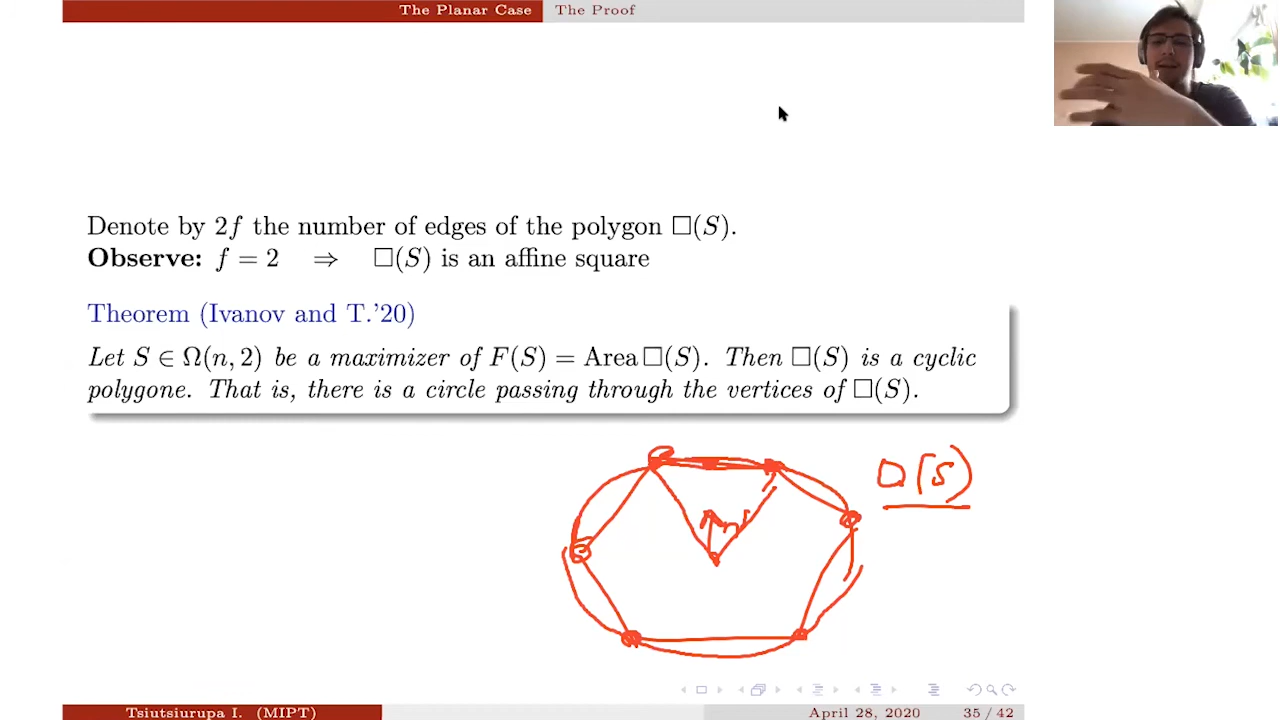 The Planar Case The Proof
Denote by 2f the number of edges of the polygon □(S).
Observe: f = 2 ⇒ □(S) is an affine square
Theorem (Ivanov and T.'20)
Let S ∈ Ω(n, 2) be a maximizer of F(S) = Area □(S). Then □(S) is a cyclic
polygone. That is, there is a circle passing through the vertices of □(S).
□(S)
Tsiutsiurupa I. (MIPT) April 28, 2020 35 / 42